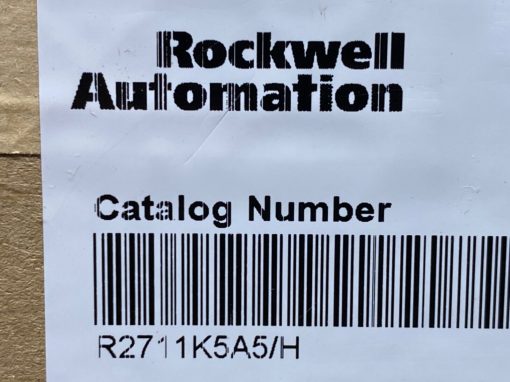 Rockwell
Automation
Catalog Number
R2711K5A5/H